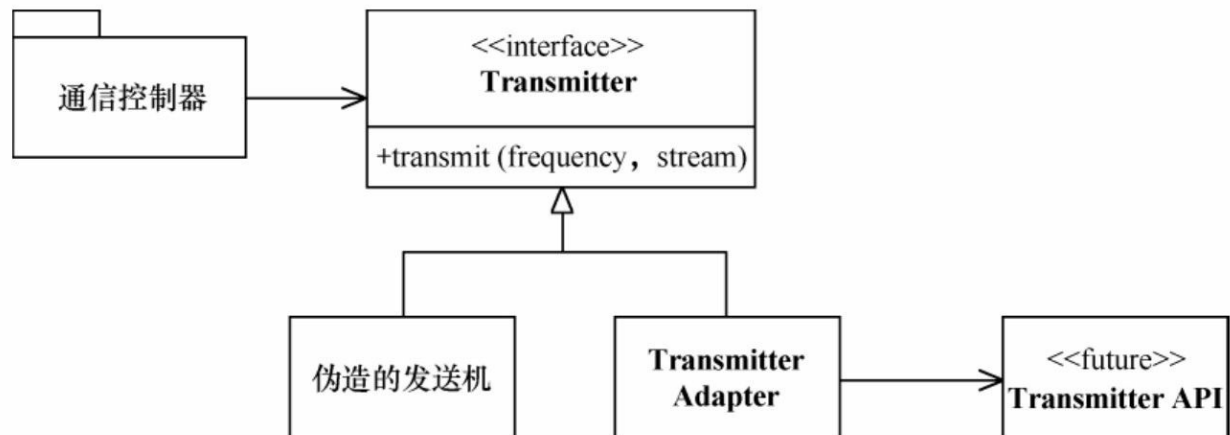 通信控制器
<<interface>>
Transmitter
+transmit (frequency，stream)
伪造的发送机
Transmitter
Adapter
<<future>>
Transmitter API